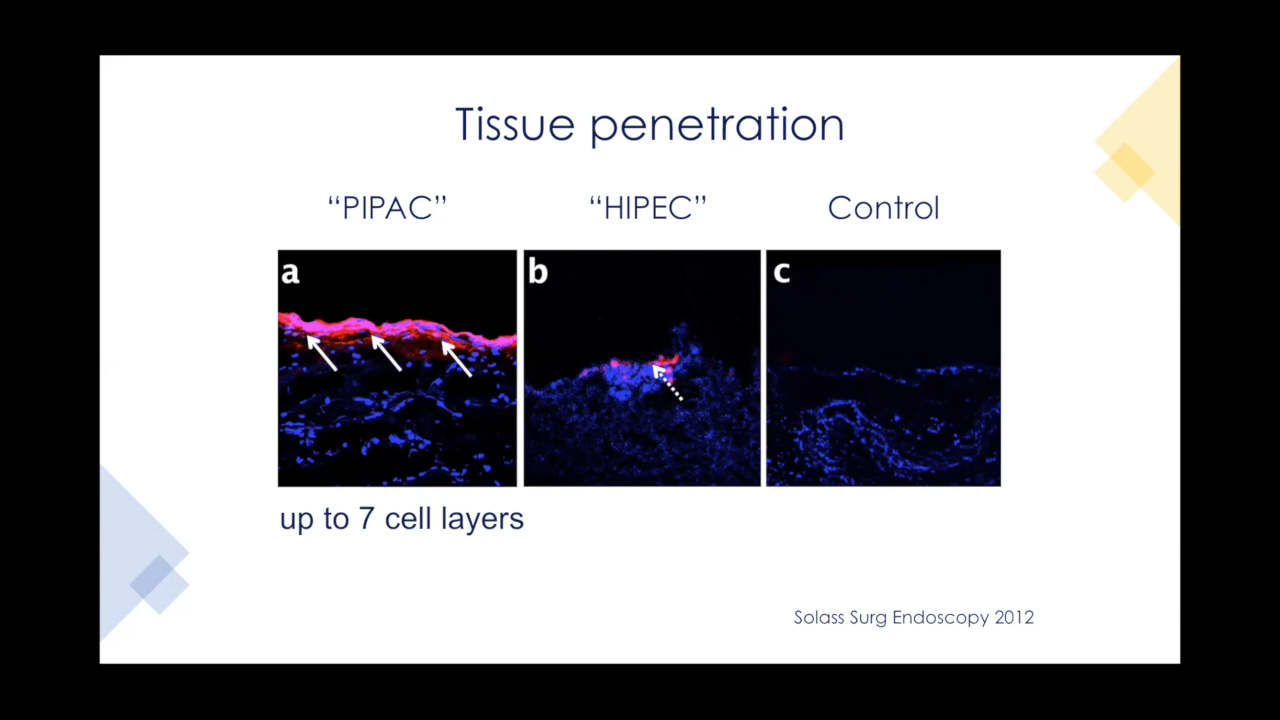 Tissue penetration
“PIPAC” “HIPEC” Control
a b c
up to 7 cell layers
Solass Surg Endoscopy 2012